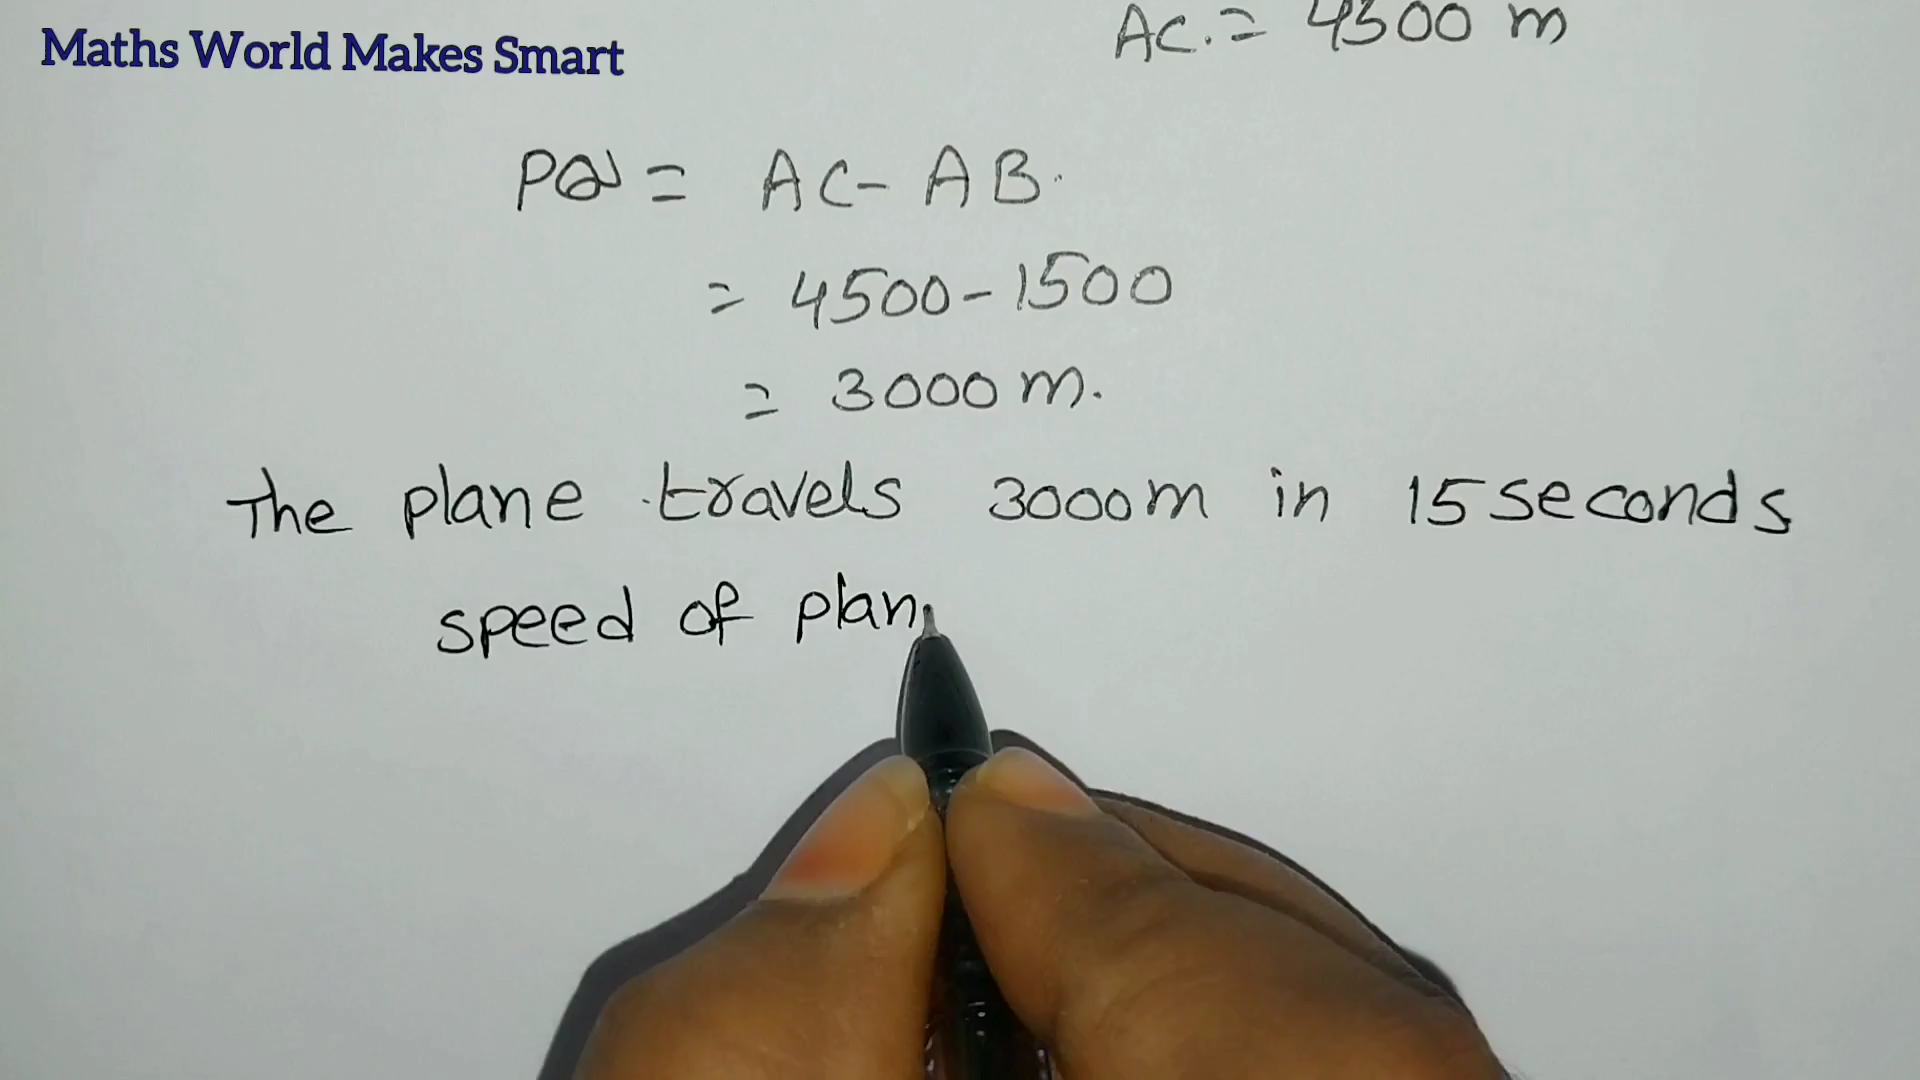 Maths World Makes Smart
AC. = 4500 m
PQ = AC - AB.
= 4500 - 1500
= 3000 m.
The plane travels 3000m in 15 seconds
speed of plan